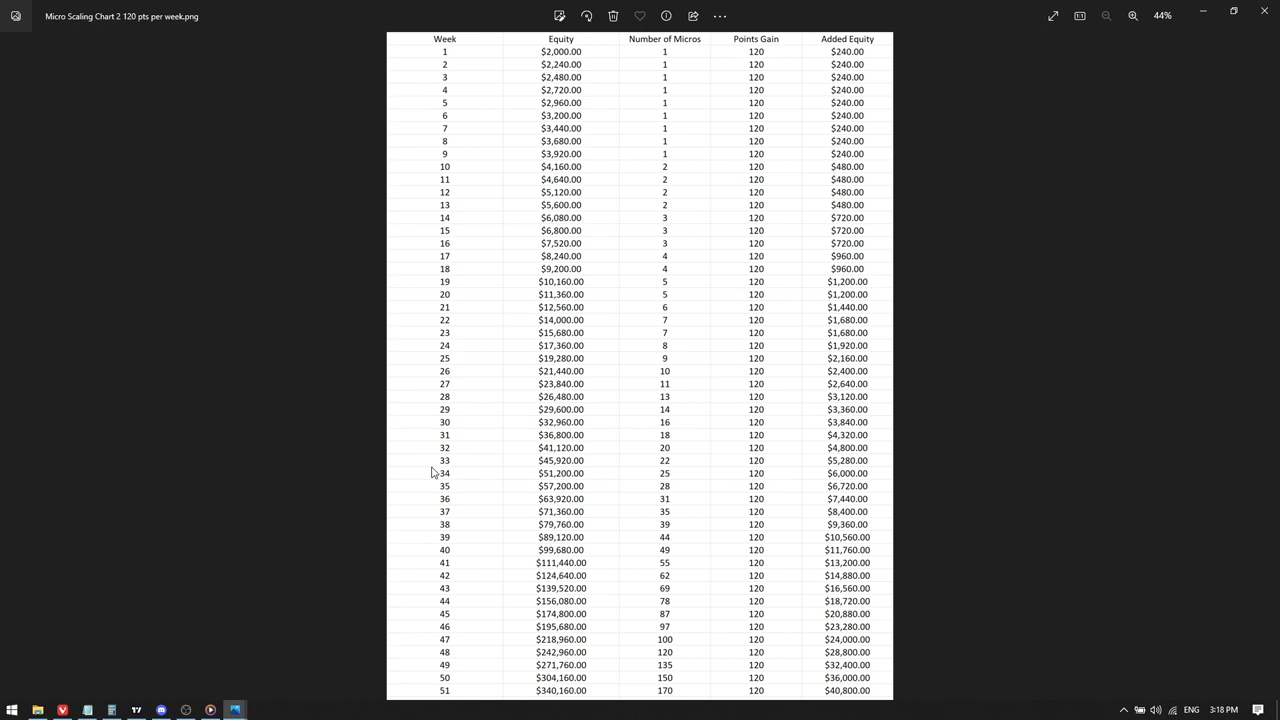 Micro Scaling Chart 2 120 pts per week.png
44%
Week Equity Number of Micros Points Gain Added Equity
1 $2,000.00 1 120 $240.00
2 $2,240.00 1 120 $240.00
3 $2,480.00 1 120 $240.00
4 $2,720.00 1 120 $240.00
5 $2,960.00 1 120 $240.00
6 $3,200.00 1 120 $240.00
7 $3,440.00 1 120 $240.00
8 $3,680.00 1 120 $240.00
9 $3,920.00 1 120 $240.00
10 $4,160.00 2 120 $480.00
11 $4,640.00 2 120 $480.00
12 $5,120.00 2 120 $480.00
13 $5,600.00 2 120 $480.00
14 $6,080.00 3 120 $720.00
15 $6,800.00 3 120 $720.00
16 $7,520.00 3 120 $720.00
17 $8,240.00 4 120 $960.00
18 $9,200.00 4 120 $960.00
19 $10,160.00 5 120 $1,200.00
20 $11,360.00 5 120 $1,200.00
21 $12,560.00 6 120 $1,440.00
22 $14,000.00 7 120 $1,680.00
23 $15,680.00 7 120 $1,680.00
24 $17,360.00 8 120 $1,920.00
25 $19,280.00 9 120 $2,160.00
26 $21,440.00 10 120 $2,400.00
27 $23,840.00 11 120 $2,640.00
28 $26,480.00 13 120 $3,120.00
29 $29,600.00 14 120 $3,360.00
30 $32,960.00 16 120 $3,840.00
31 $36,800.00 18 120 $4,320.00
32 $41,120.00 20 120 $4,800.00
33 $45,920.00 22 120 $5,280.00
34 $51,200.00 25 120 $6,000.00
35 $57,200.00 28 120 $6,720.00
36 $63,920.00 31 120 $7,440.00
37 $71,360.00 35 120 $8,400.00
38 $79,760.00 39 120 $9,360.00
39 $89,120.00 44 120 $10,560.00
40 $99,680.00 49 120 $11,760.00
41 $111,440.00 55 120 $13,200.00
42 $124,640.00 62 120 $14,880.00
43 $139,520.00 69 120 $16,560.00
44 $156,080.00 78 120 $18,720.00
45 $174,800.00 87 120 $20,880.00
46 $195,680.00 97 120 $23,280.00
47 $218,960.00 100 120 $24,000.00
48 $242,960.00 120 120 $28,800.00
49 $271,760.00 135 120 $32,400.00
50 $304,160.00 150 120 $36,000.00
51 $340,160.00 170 120 $40,800.00
ENG 3:18 PM